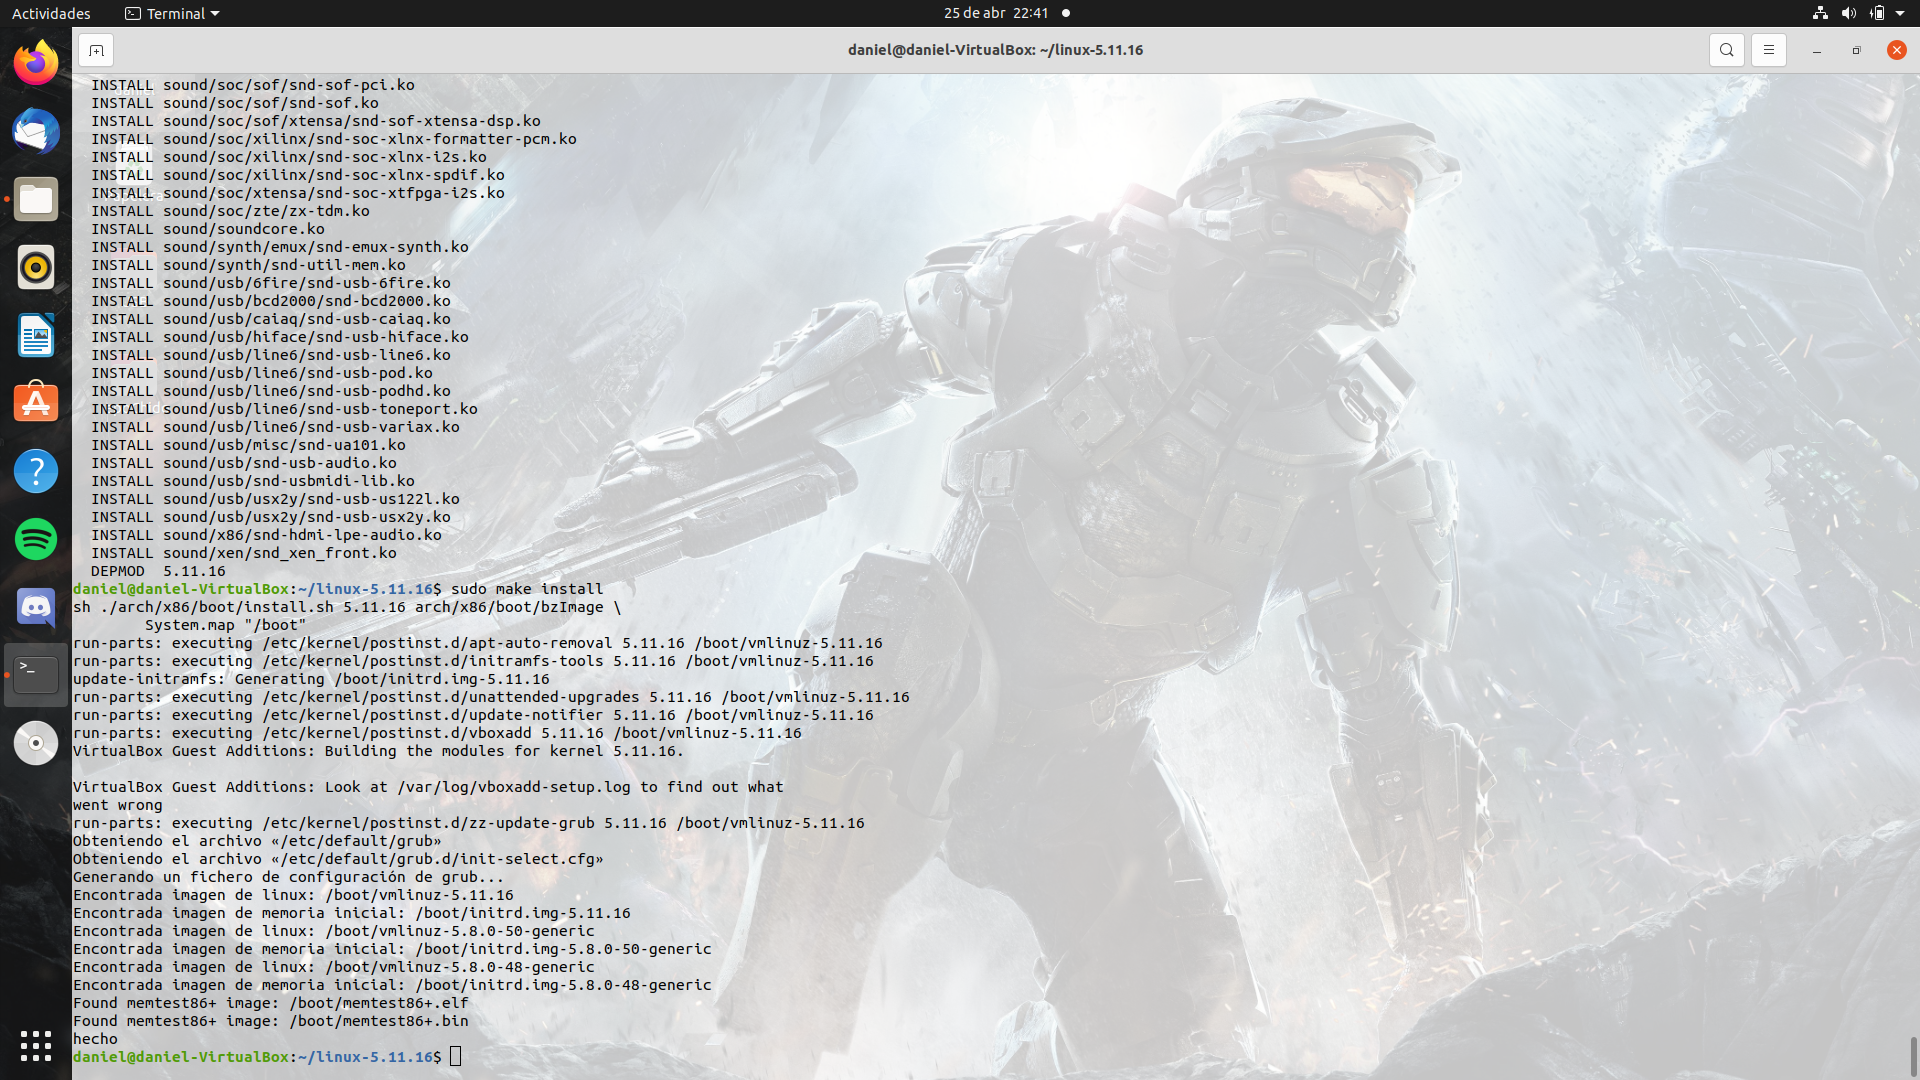 Actividades
Terminal
25 de abr 22:41
daniel@daniel-VirtualBox: ~/linux-5.11.16
INSTALL sound/soc/sof/snd-sof-pci.ko
INSTALL sound/soc/sof/snd-sof.ko
INSTALL sound/soc/sof/xtensa/snd-sof-xtensa-dsp.ko
INSTALL sound/soc/xilinx/snd-soc-xlnx-formatter-pcm.ko
INSTALL sound/soc/xilinx/snd-soc-xlnx-i2s.ko
INSTALL sound/soc/xilinx/snd-soc-xlnx-spdif.ko
INSTALL sound/soc/xtensa/snd-soc-xtfpga-i2s.ko
INSTALL sound/soc/zte/zx-tdm.ko
INSTALL sound/soundcore.ko
INSTALL sound/synth/emux/snd-emux-synth.ko
INSTALL sound/synth/snd-util-mem.ko
INSTALL sound/usb/6fire/snd-usb-6fire.ko
INSTALL sound/usb/bcd2000/snd-bcd2000.ko
INSTALL sound/usb/caiaq/snd-usb-caiaq.ko
INSTALL sound/usb/hiface/snd-usb-hiface.ko
INSTALL sound/usb/line6/snd-usb-line6.ko
INSTALL sound/usb/line6/snd-usb-pod.ko
INSTALL sound/usb/line6/snd-usb-podhd.ko
INSTALL sound/usb/line6/snd-usb-toneport.ko
INSTALL sound/usb/line6/snd-usb-variax.ko
INSTALL sound/usb/misc/snd-ua101.ko
INSTALL sound/usb/snd-usb-audio.ko
INSTALL sound/usb/snd-usbmidi-lib.ko
INSTALL sound/usb/usx2y/snd-usb-us122l.ko
INSTALL sound/usb/usx2y/snd-usb-usx2y.ko
INSTALL sound/x86/snd-hdmi-lpe-audio.ko
INSTALL sound/xen/snd_xen_front.ko
DEPMOD 5.11.16
daniel@daniel-VirtualBox:~/linux-5.11.16$ sudo make install
sh ./arch/x86/boot/install.sh 5.11.16 arch/x86/boot/bzImage \
System.map "/boot"
run-parts: executing /etc/kernel/postinst.d/apt-auto-removal 5.11.16 /boot/vmlinuz-5.11.16
run-parts: executing /etc/kernel/postinst.d/initramfs-tools 5.11.16 /boot/vmlinuz-5.11.16
update-initramfs: Generating /boot/initrd.img-5.11.16
run-parts: executing /etc/kernel/postinst.d/unattended-upgrades 5.11.16 /boot/vmlinuz-5.11.16
run-parts: executing /etc/kernel/postinst.d/update-notifier 5.11.16 /boot/vmlinuz-5.11.16
run-parts: executing /etc/kernel/postinst.d/vboxadd 5.11.16 /boot/vmlinuz-5.11.16
VirtualBox Guest Additions: Building the modules for kernel 5.11.16.
VirtualBox Guest Additions: Look at /var/log/vboxadd-setup.log to find out what
went wrong
run-parts: executing /etc/kernel/postinst.d/zz-update-grub 5.11.16 /boot/vmlinuz-5.11.16
Obteniendo el archivo «/etc/default/grub»
Obteniendo el archivo «/etc/default/grub.d/init-select.cfg»
Generando un fichero de configuración de grub...
Encontrada imagen de linux: /boot/vmlinuz-5.11.16
Encontrada imagen de memoria inicial: /boot/initrd.img-5.11.16
Encontrada imagen de linux: /boot/vmlinuz-5.8.0-50-generic
Encontrada imagen de memoria inicial: /boot/initrd.img-5.8.0-50-generic
Encontrada imagen de linux: /boot/vmlinuz-5.8.0-48-generic
Encontrada imagen de memoria inicial: /boot/initrd.img-5.8.0-48-generic
Found memtest86+ image: /boot/memtest86+.elf
Found memtest86+ image: /boot/memtest86+.bin
hecho
daniel@daniel-VirtualBox:~/linux-5.11.16$